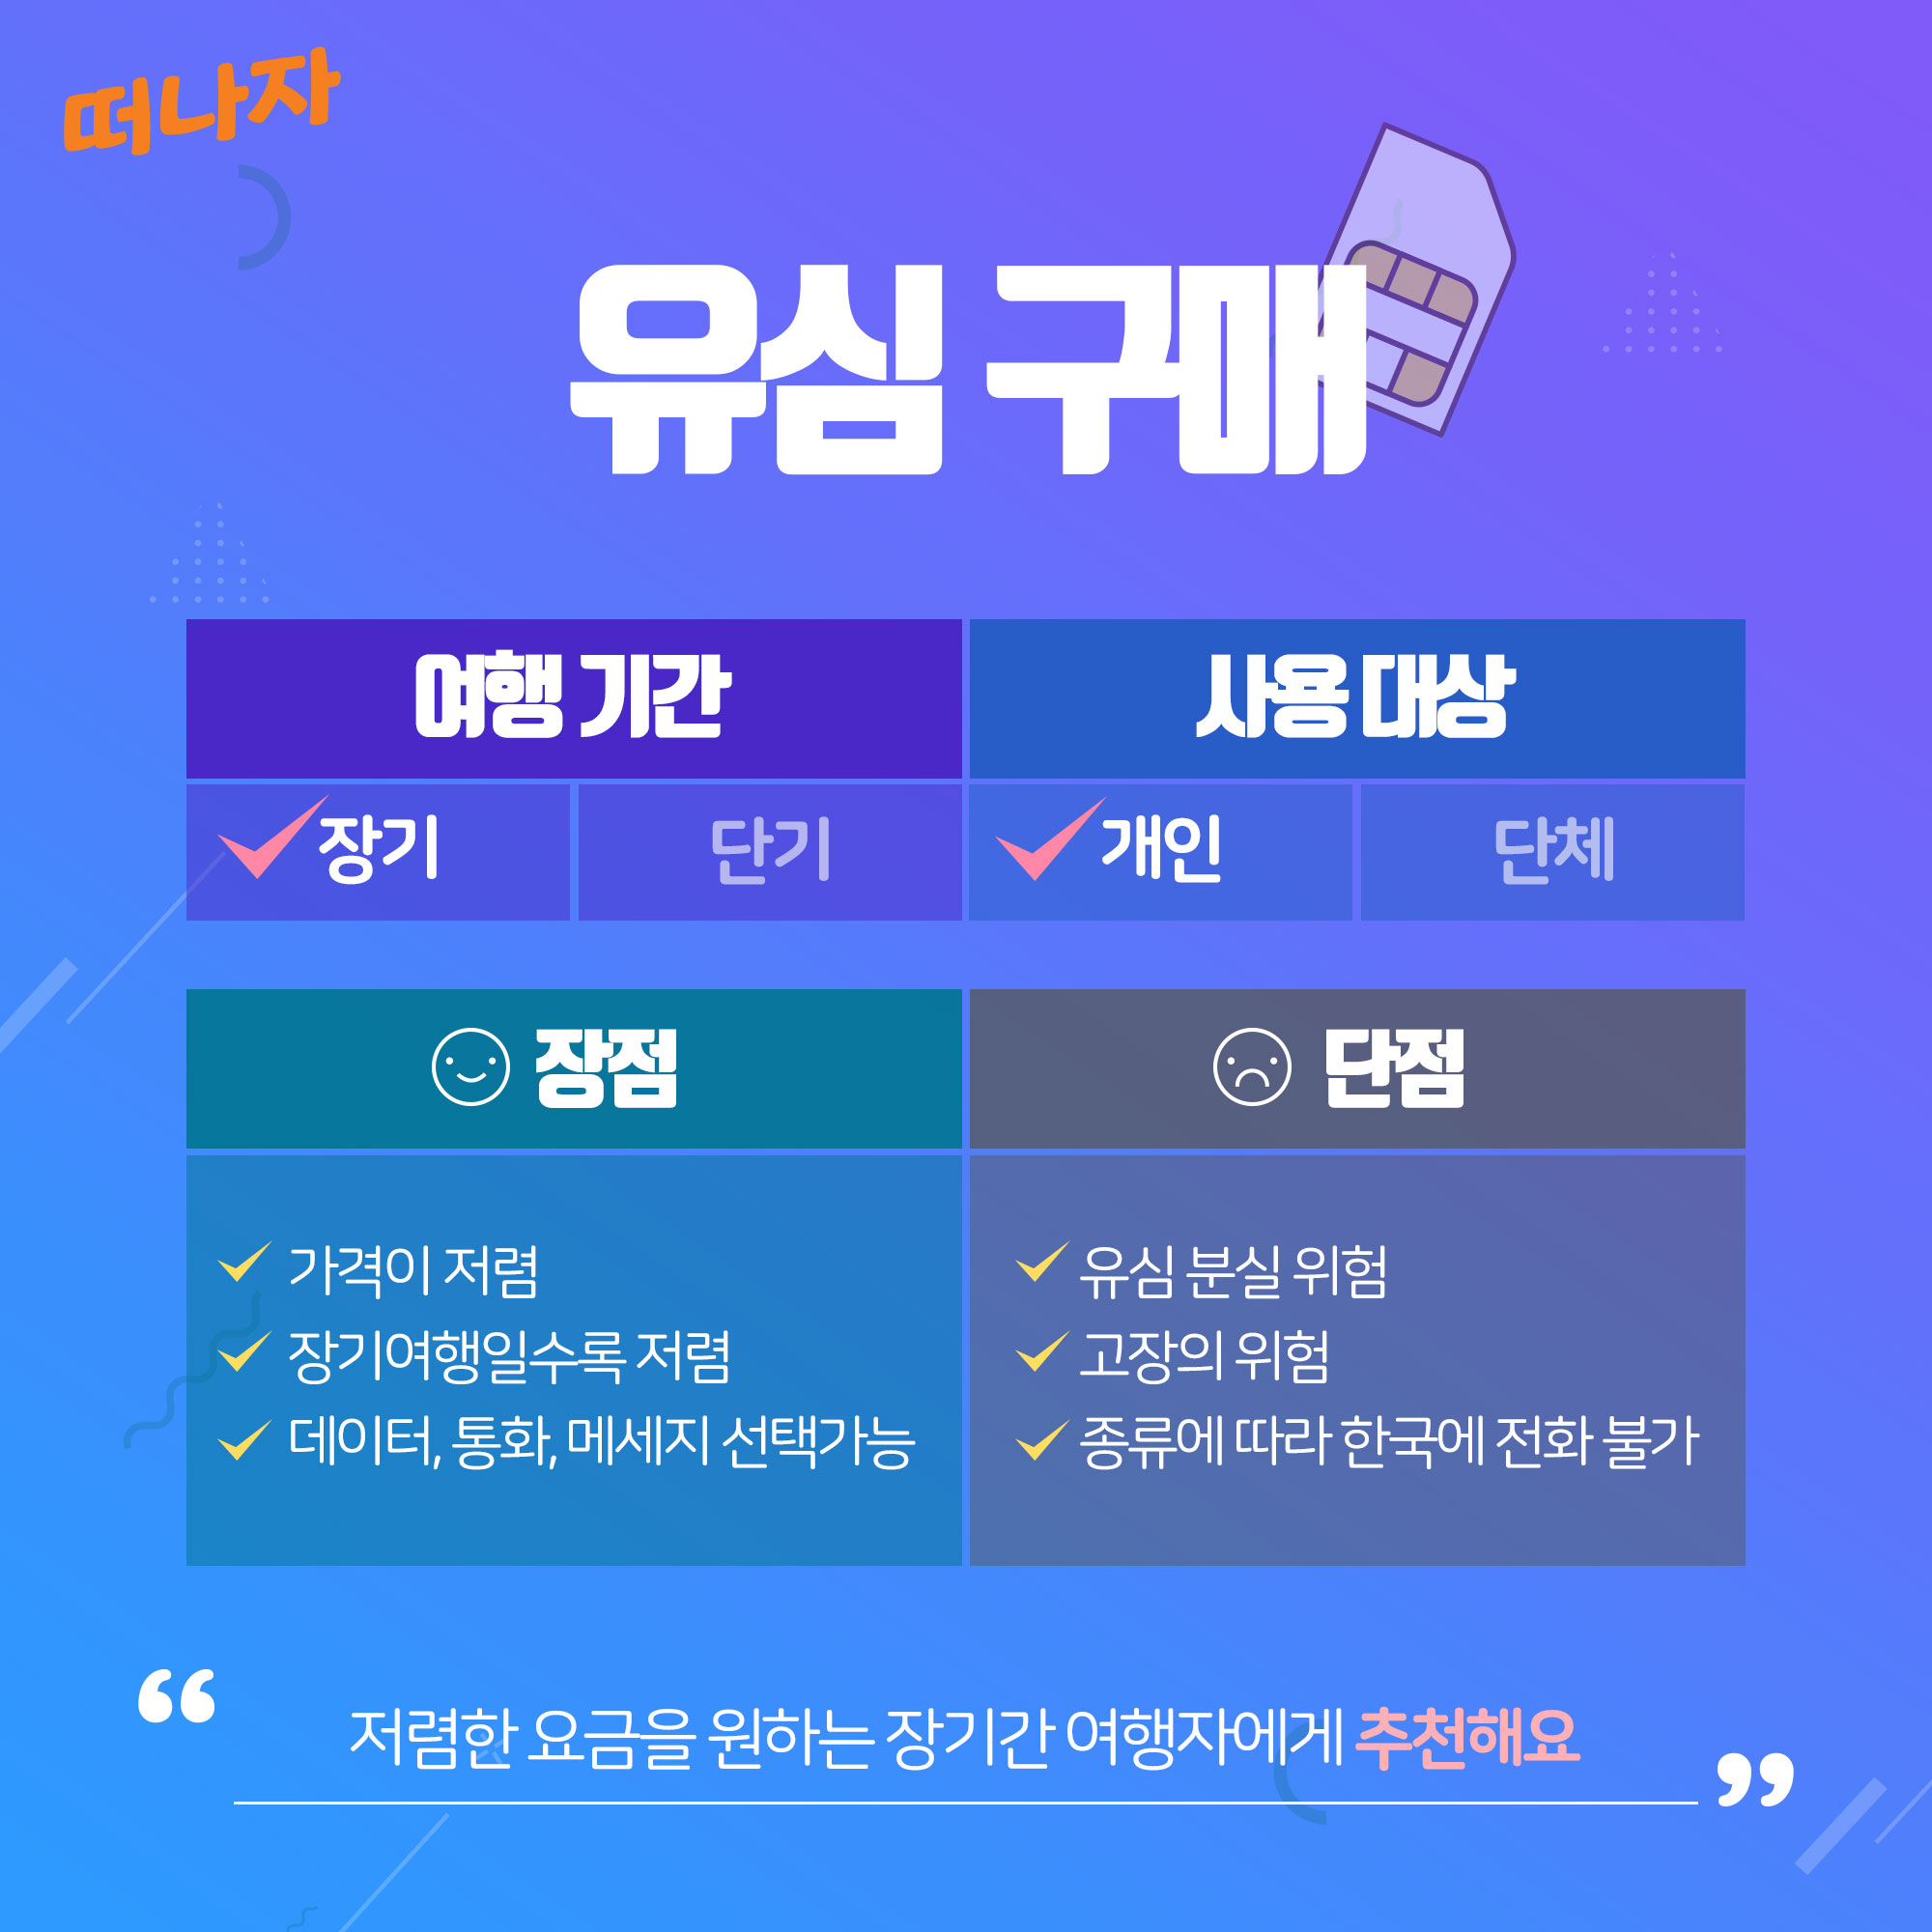 떠나자
유심 구매
여행 기간
사용 대상
장기
단기
개인
단체
장점
단점
가격이 저렴
장기여행일수록 저렴
데이터, 통화, 메세지 선택가능
유심 분실 위험
고장의 위험
종류에 따라 한국에 전화 불가
“ 저렴한 요금을 원하는 장기간 여행자에게 추천해요 ”